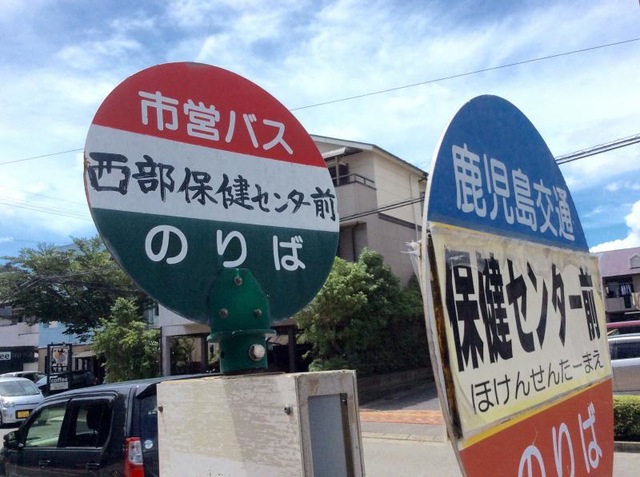 市営バス
西部保健センター前
のりば
鹿児島交通
保健センター前
ほけんせんたーまえ
のりば